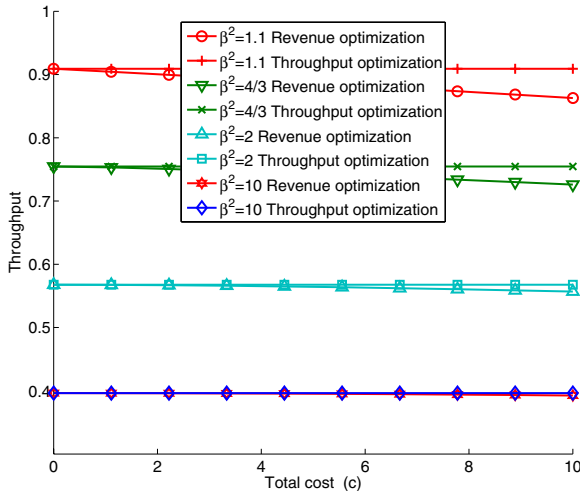 1
0.9
0.8
0.7
0.6
0.5
0.4
Throughput
β²=1.1 Revenue optimization
β²=1.1 Throughput optimization
β²=4/3 Revenue optimization
β²=4/3 Throughput optimization
β²=2 Revenue optimization
β²=2 Throughput optimization
β²=10 Revenue optimization
β²=10 Throughput optimization
0 2 4 6 8 10
Total cost (c)